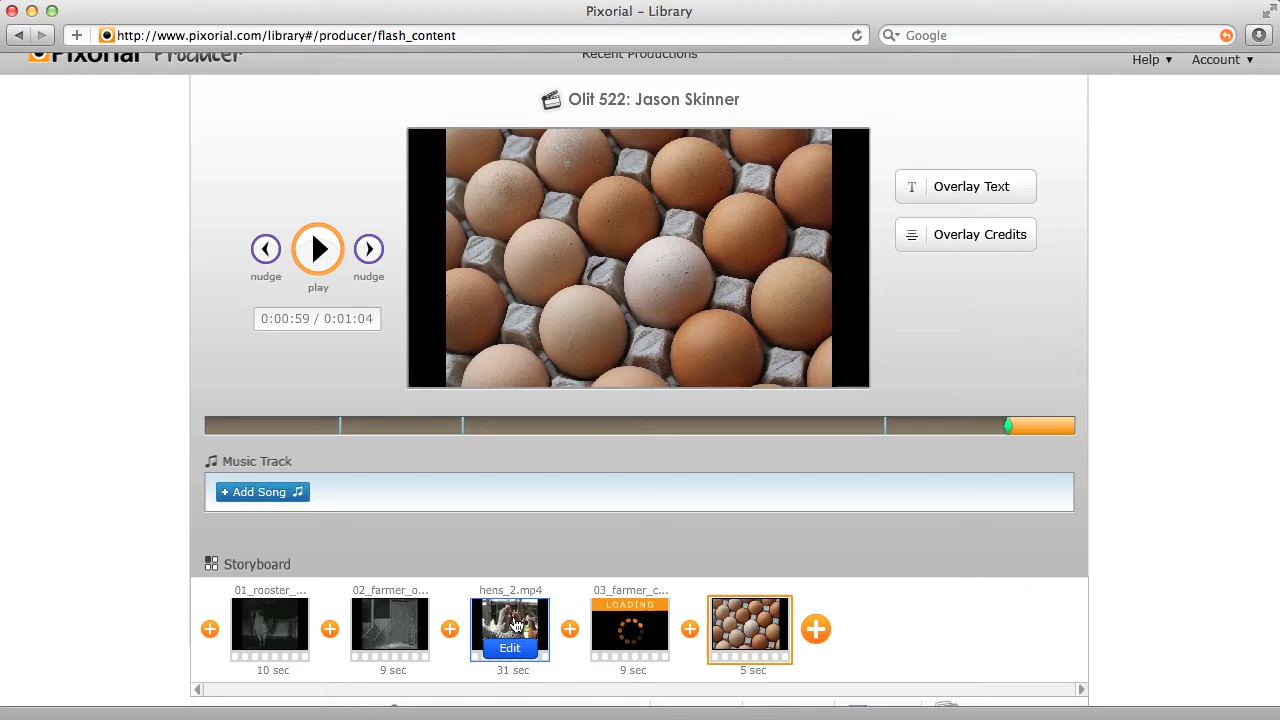 Pixorial – Library
http://www.pixorial.com/library#/producer/flash_content
Google
Pixorial Producer
Recent Productions
Help ▼
Account ▼
Olit 522: Jason Skinner
T Overlay Text
Overlay Credits
nudge
play
nudge
0:00:59 / 0:01:04
Music Track
+ Add Song
Storyboard
01_rooster_...
02_farmer_o...
hens_2.mp4
03_farmer_c...
LOADING
Edit
10 sec
9 sec
31 sec
9 sec
5 sec